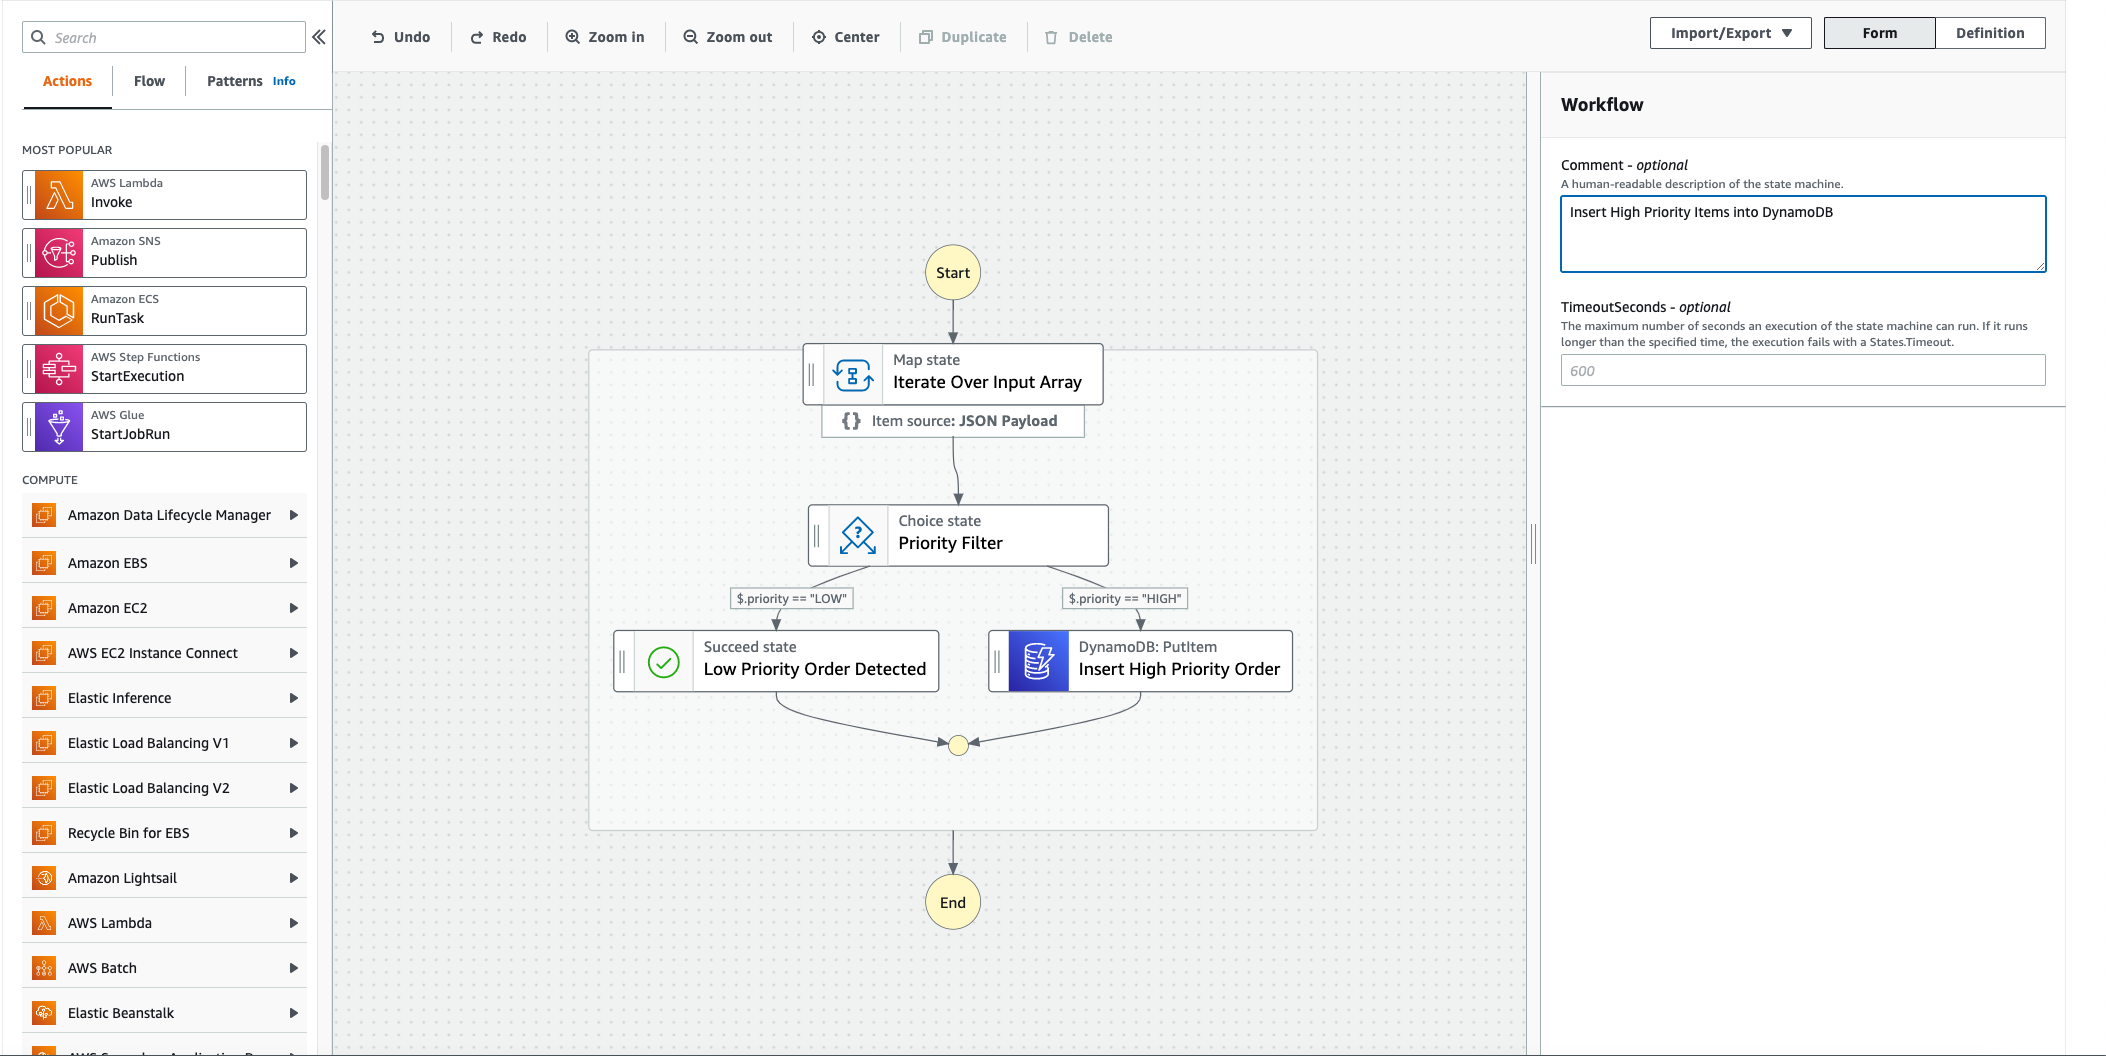 Search
Undo
Redo
Zoom in
Zoom out
Center
Duplicate
Delete
Import/Export
Form
Definition
Actions
Flow
Patterns Info
MOST POPULAR
AWS Lambda
Invoke
Amazon SNS
Publish
Amazon ECS
RunTask
AWS Step Functions
StartExecution
AWS Glue
StartJobRun
COMPUTE
Amazon Data Lifecycle Manager
Amazon EBS
Amazon EC2
AWS EC2 Instance Connect
Elastic Inference
Elastic Load Balancing V1
Elastic Load Balancing V2
Recycle Bin for EBS
Amazon Lightsail
AWS Lambda
AWS Batch
Elastic Beanstalk
Start
Map state
Iterate Over Input Array
{} Item source: JSON Payload
Choice state
Priority Filter
$.priority == "LOW"
$.priority == "HIGH"
Succeed state
Low Priority Order Detected
DynamoDB: PutItem
Insert High Priority Order
End
Workflow
Comment - optional
A human-readable description of the state machine.
Insert High Priority Items into DynamoDB
TimeoutSeconds - optional
The maximum number of seconds an execution of the state machine can run. If it runs
longer than the specified time, the execution fails with a States.Timeout.
600